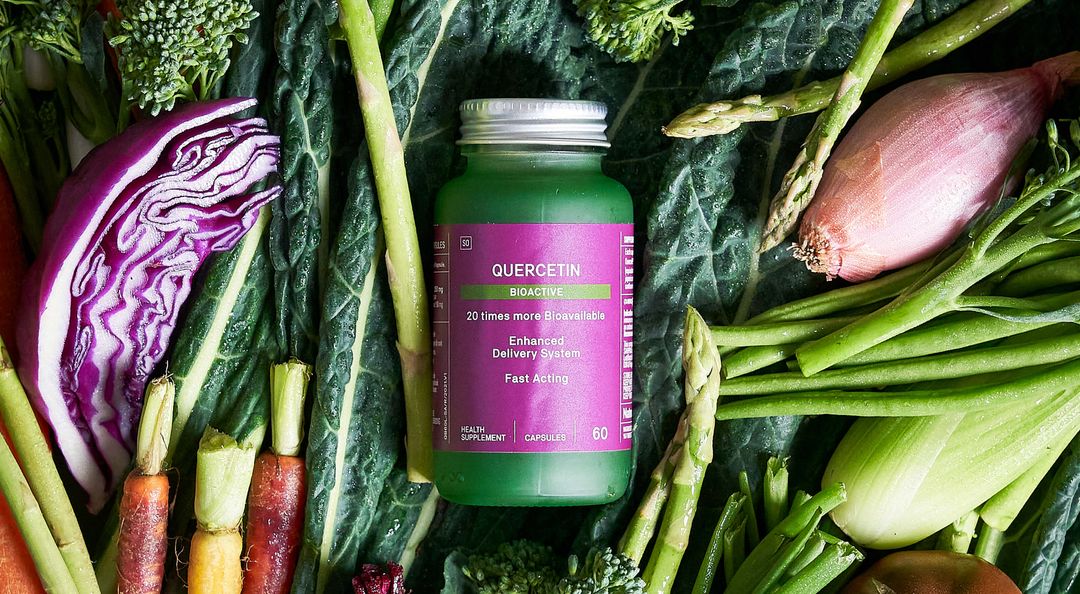 SO
QUERCETIN
BIOACTIVE
20 times more Bioavailable
Enhanced
Delivery System
Fast Acting
HEALTH
SUPPLEMENT
CAPSULES
60